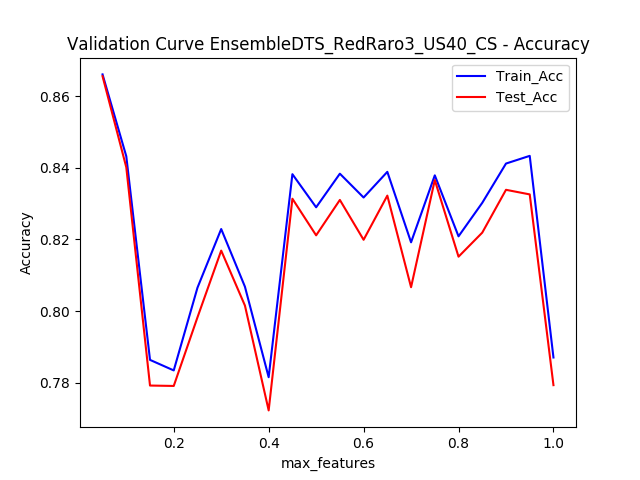 Validation Curve EnsembleDTS_RedRaro3_US40_CS - Accuracy
Train_Acc
Test_Acc
0.86
0.84
0.82
0.80
0.78
Accuracy
0.2
0.4
0.6
0.8
1.0
max_features